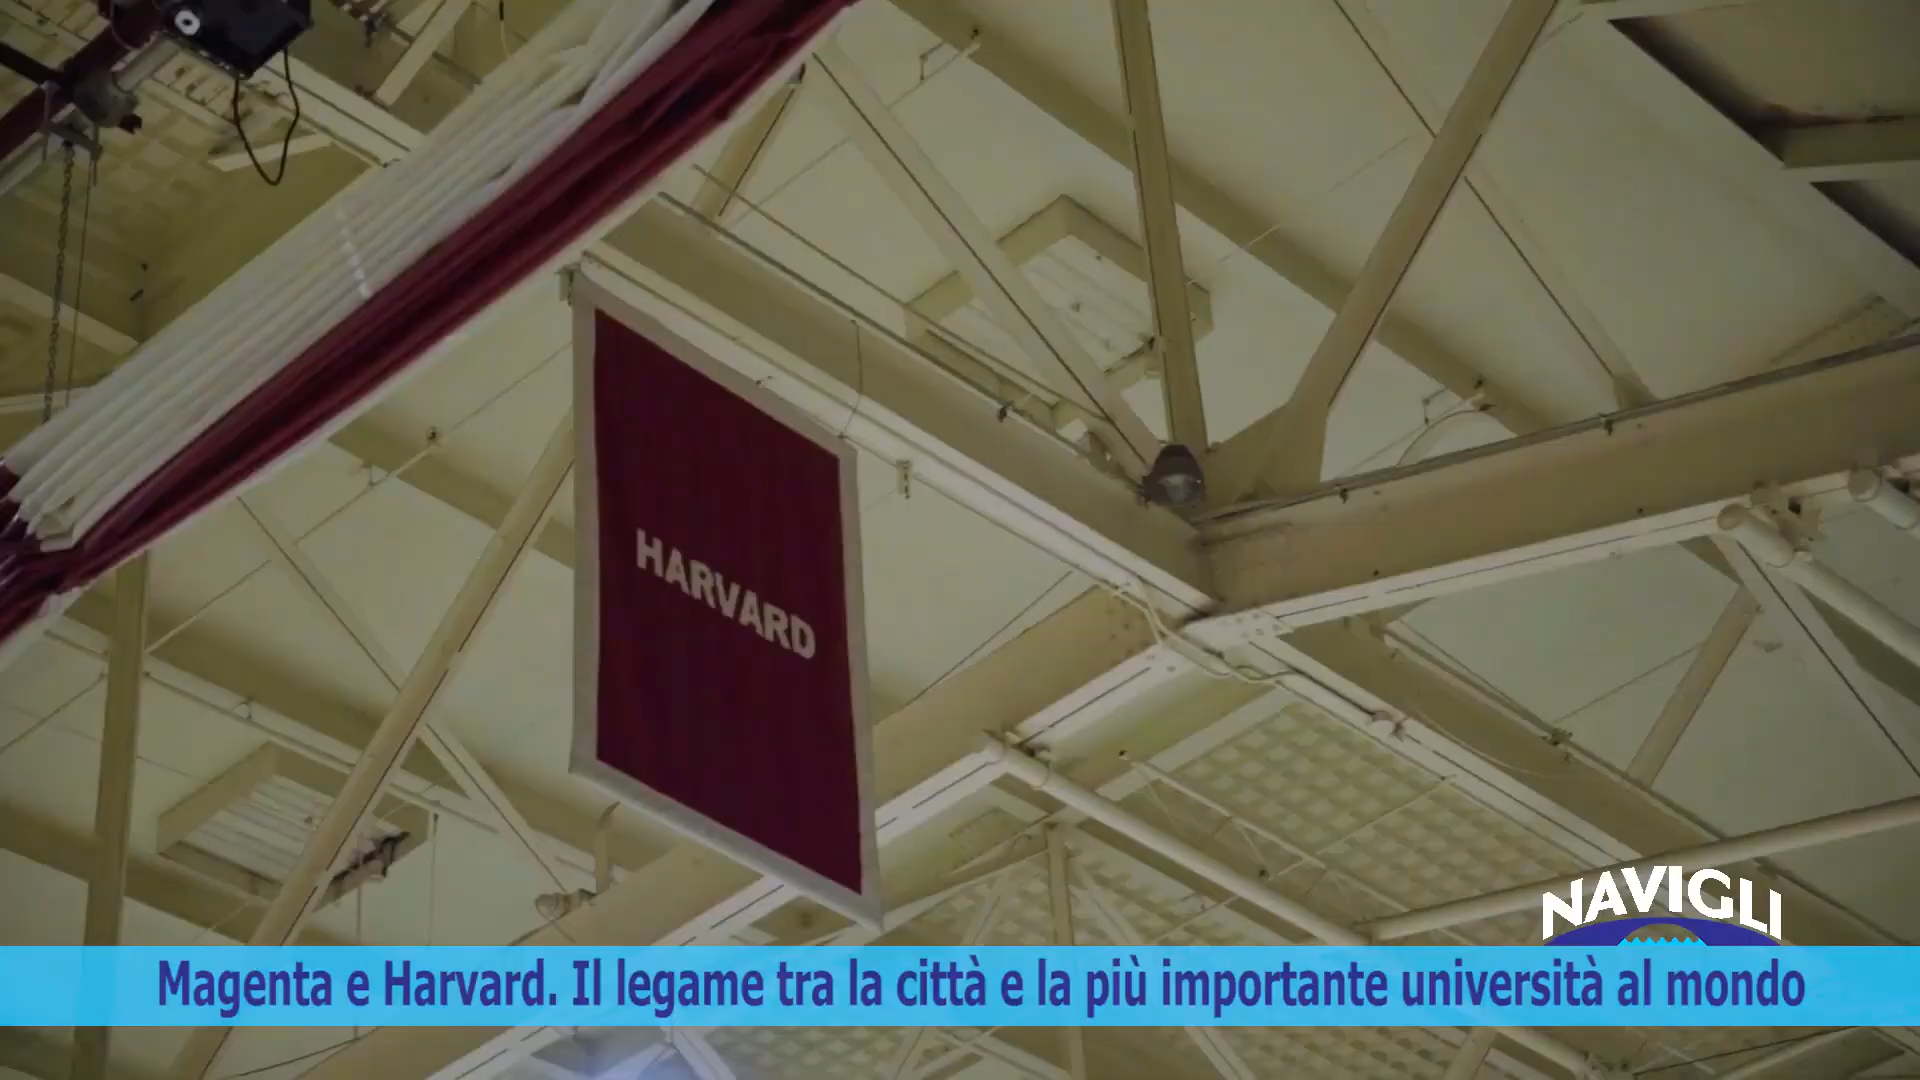 HARVARD
NAVIGLI
Magenta e Harvard. Il legame tra la città e la più importante università al mondo